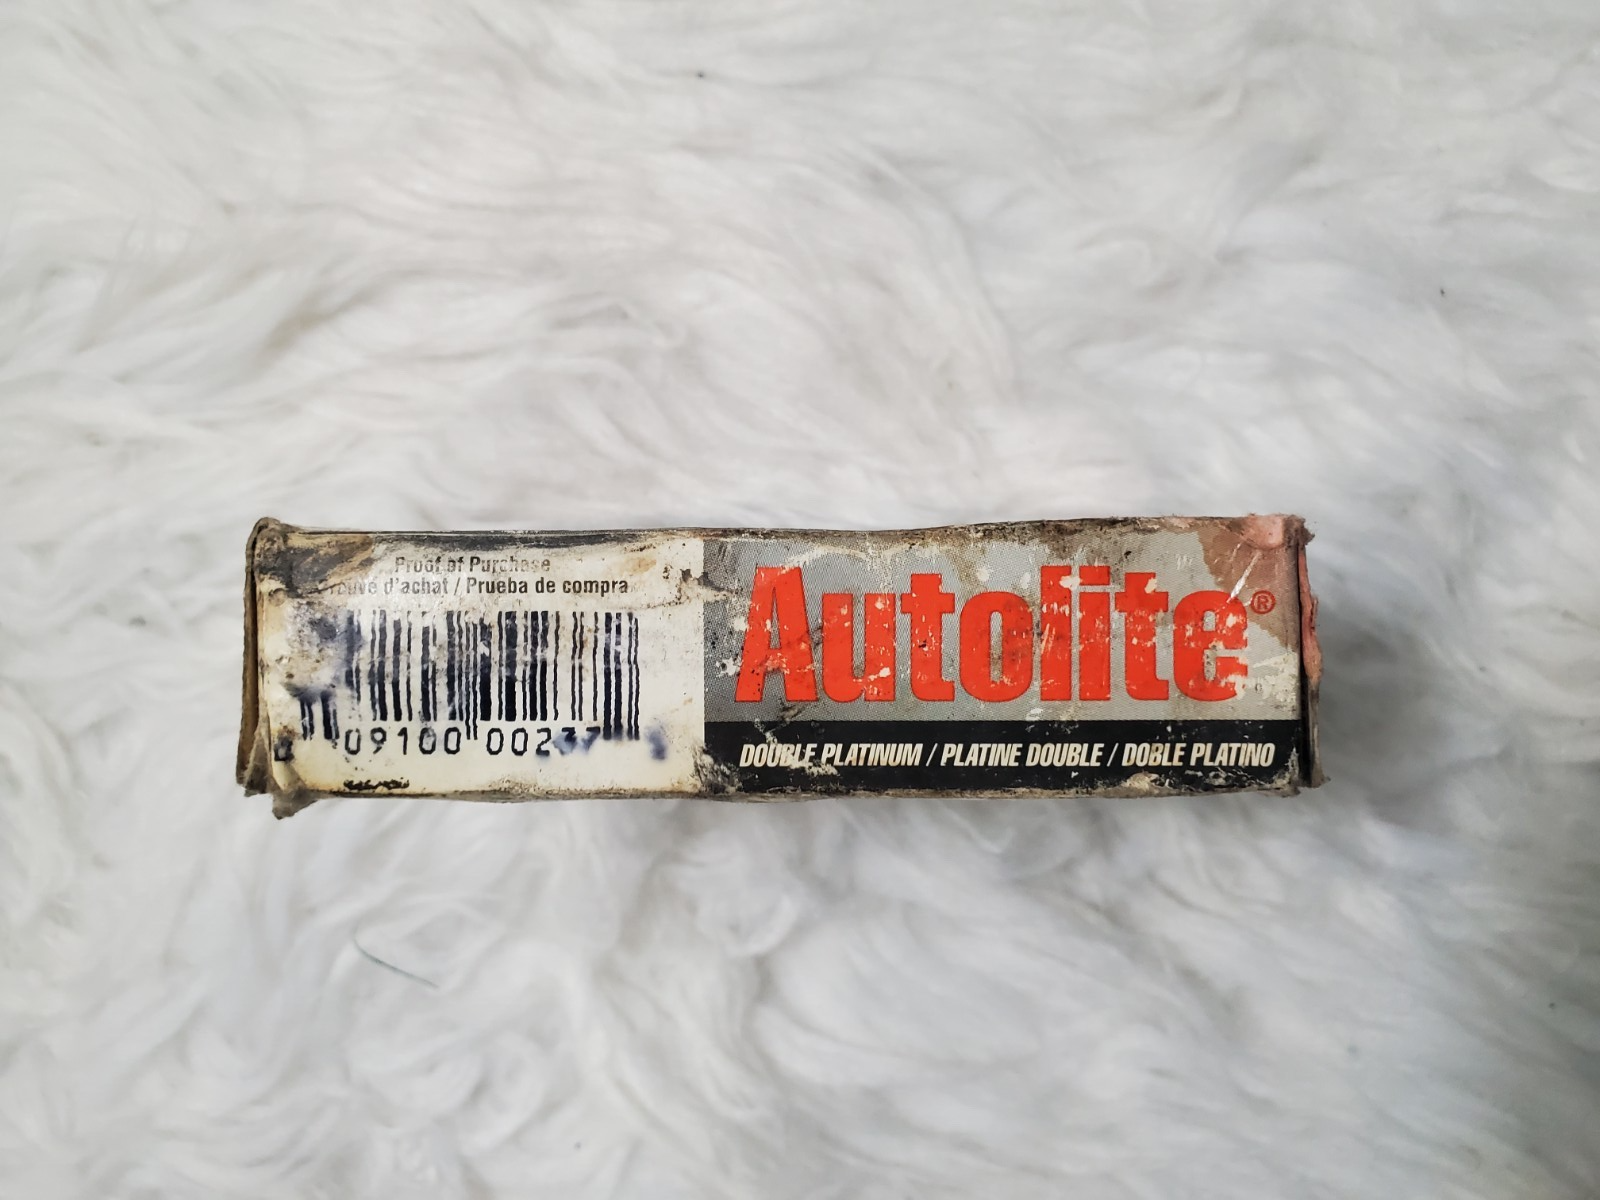 Proof of Purchase
d'achat / Prueba de compra
09100 002
Autolite®
DOUBLE PLATINUM / PLATINE DOUBLE / DOBLE PLATINO